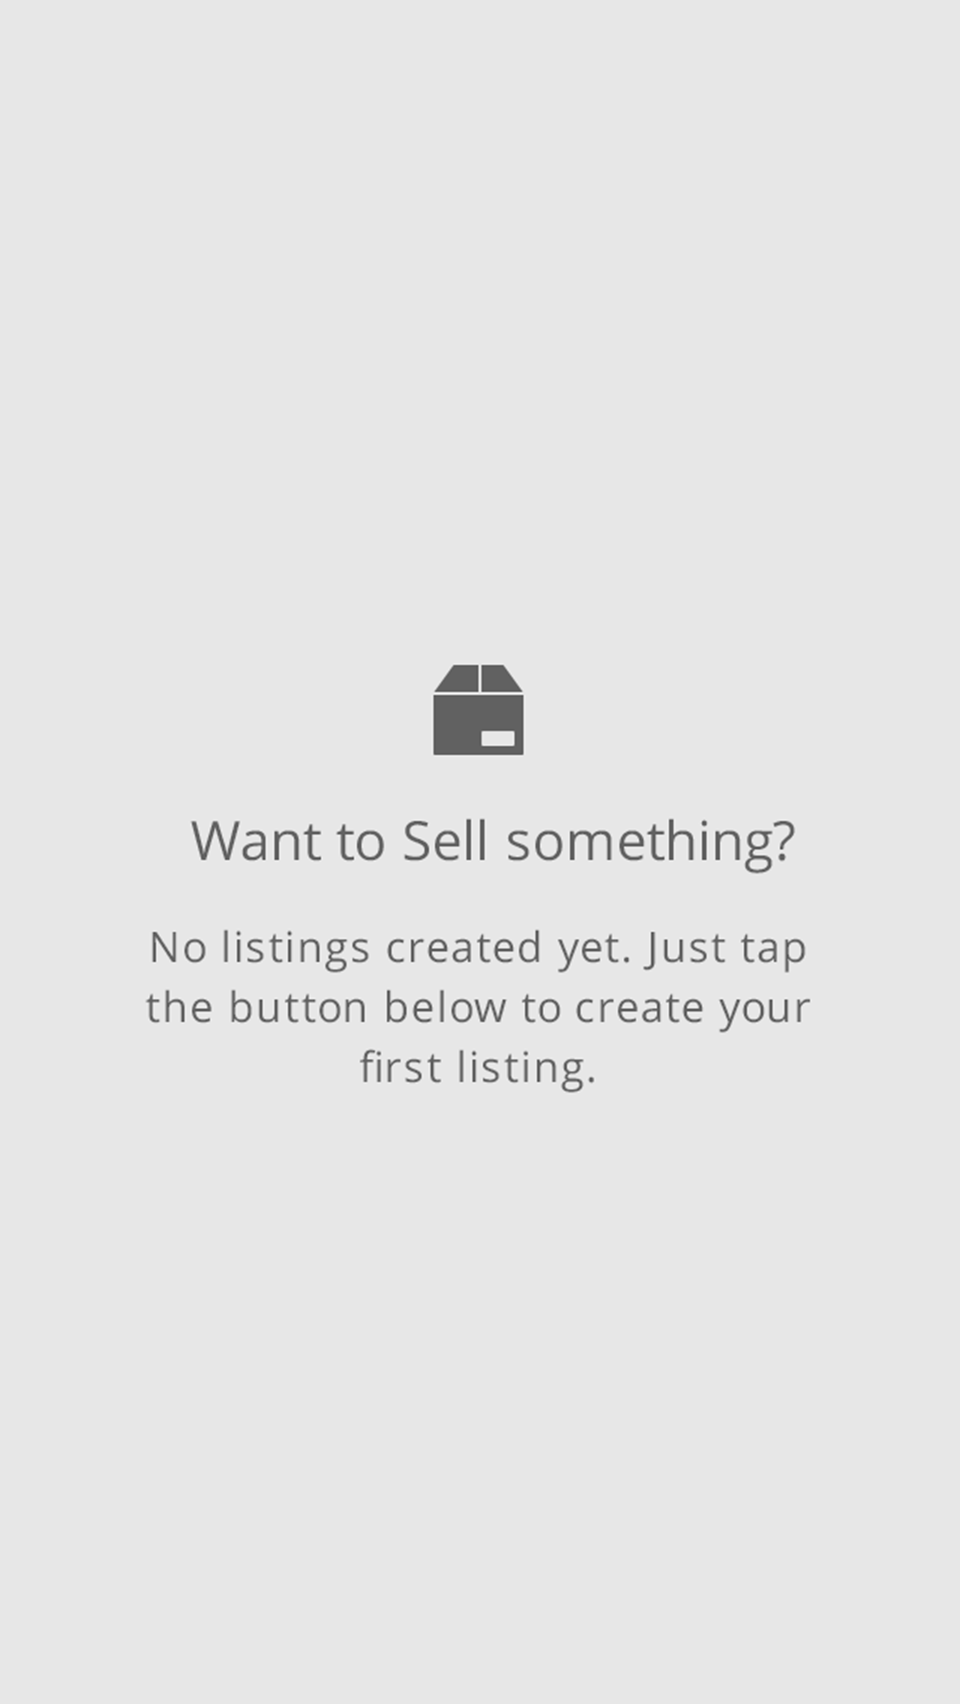 Want to Sell something?
No listings created yet. Just tap
the button below to create your
first listing.